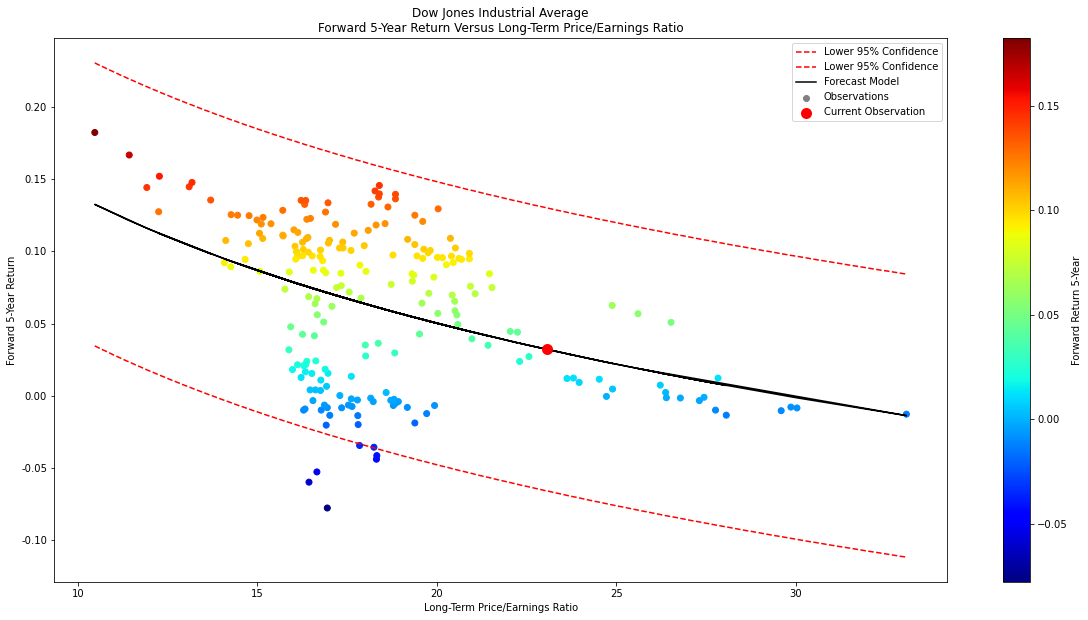 Dow Jones Industrial Average
Forward 5-Year Return Versus Long-Term Price/Earnings Ratio
Lower 95% Confidence
Lower 95% Confidence
Forecast Model
Observations
Current Observation
Forward 5-Year Return
0.20
0.15
0.10
0.05
0.00
−0.05
−0.10
10
15
20
25
30
Long-Term Price/Earnings Ratio
0.15
0.10
0.05
0.00
−0.05
Forward Return 5-Year